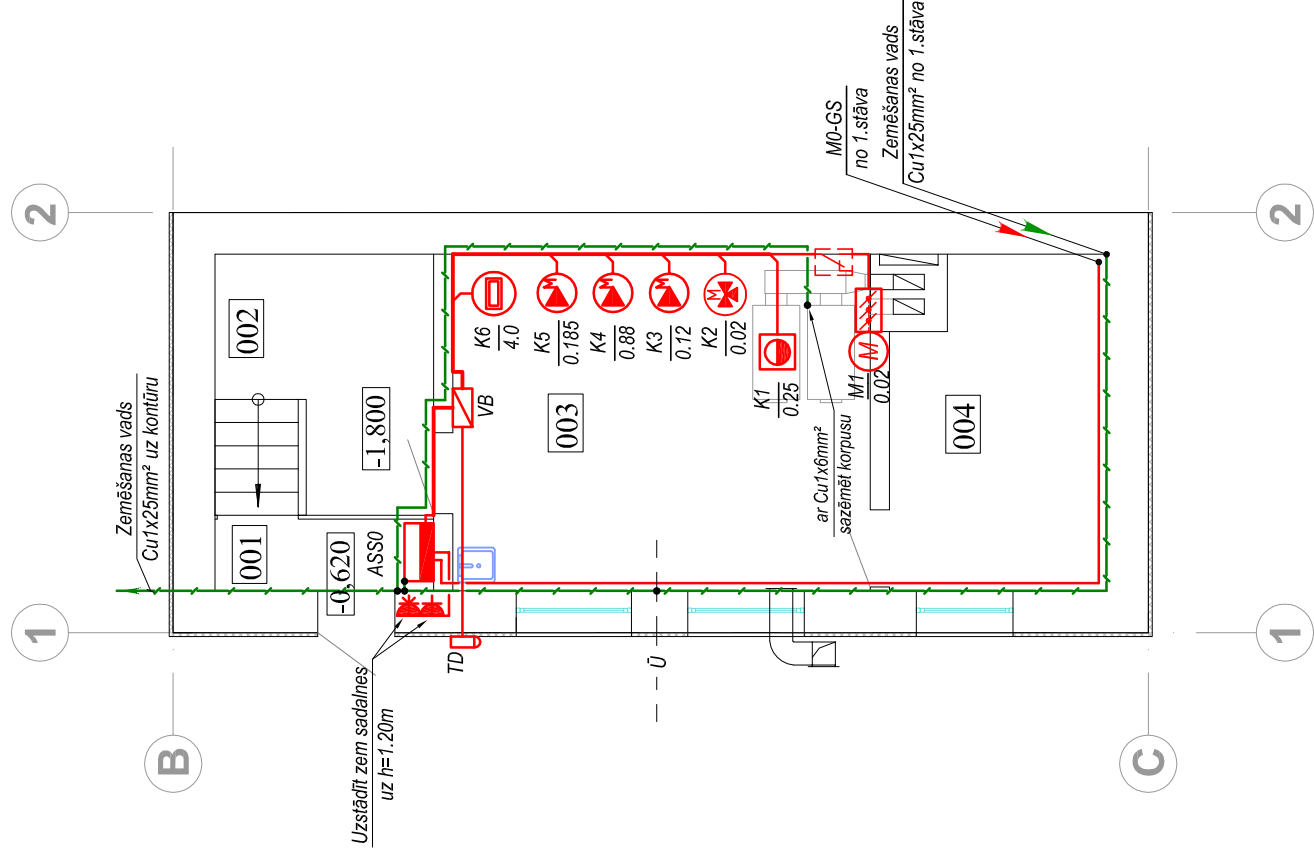 Zemēšanas vads
Cu1x25mm² uz kontūru
2
1
B
002
001
-1,800
-0,620
ASS0
Uzstādīt zem sadalnes
uz h=1.20m
TD
VB
K6
4.0
K5
0.185
K4
0.88
K3
0.12
K2
0.02
K1
0.25
M
M
M
M
M
M1
0.02
003
004
ar Cu1x6mm²
sazēmēt korpusu
Ū
M0-GS
no 1.stāva
Zemēšanas vads
Cu1x25mm² no 1.stāva
C
2
1